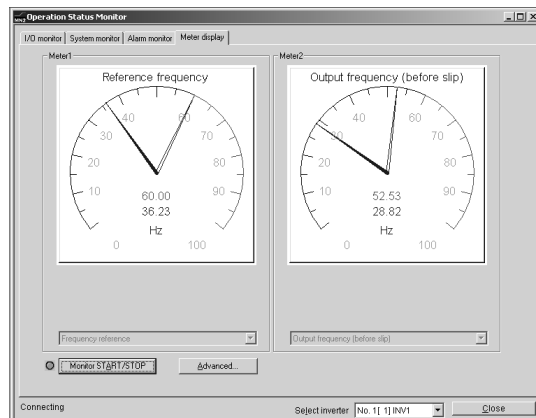 Operation Status Monitor
I/O monitor System monitor Alarm monitor Meter display
Meter1
Reference frequency
10 20 30 40 60 70 80 90
60.00
36.23
Hz
0 100
Frequency reference
Meter2
Output frequency (before slip)
10 20 30 40 60 70 80 90
52.53
28.82
Hz
0 100
Output frequency (before slip)
Monitor START/STOP Advanced...
Connecting
Select inverter No. 1[ 1] INV1 Close